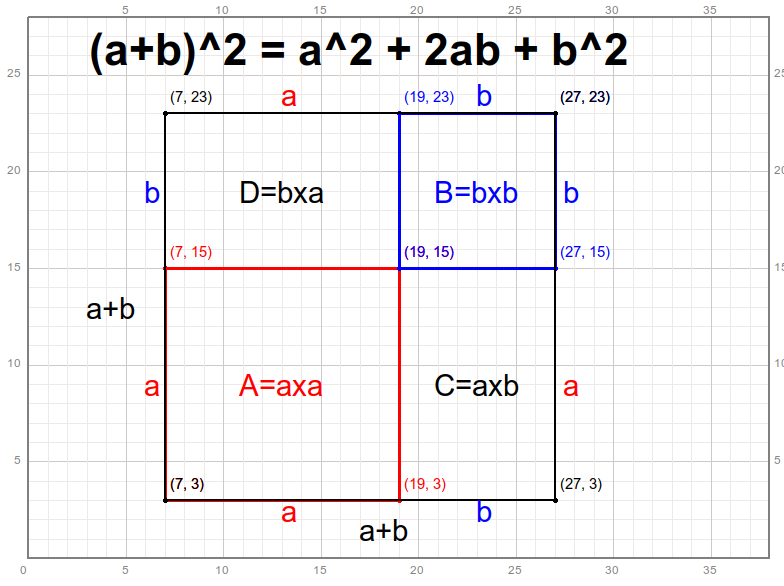 5 10 15 20 25 30 35
(a+b)^2 = a^2 + 2ab + b^2
25 25
(7, 23) a (19, 23) b (27, 23)
20 20
b D=bxa B=bxb b
(7, 15) (19, 15) (27, 15)
15 15
a+b
10 10
a A=axa C=axb a
5 5
(7, 3) (19, 3) (27, 3)
a b
a+b
0 5 10 15 20 25 30 35